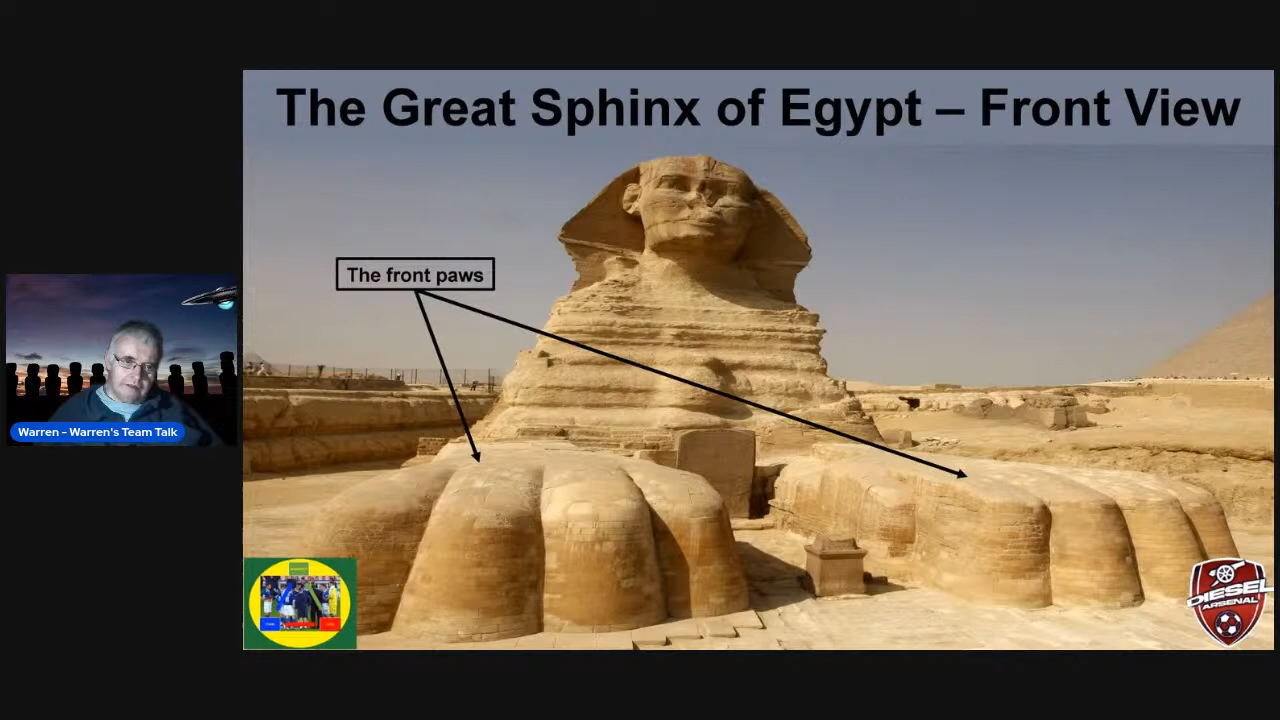 The Great Sphinx of Egypt – Front View
The front paws
Warren – Warren's Team Talk
DIESEL
ARSENAL